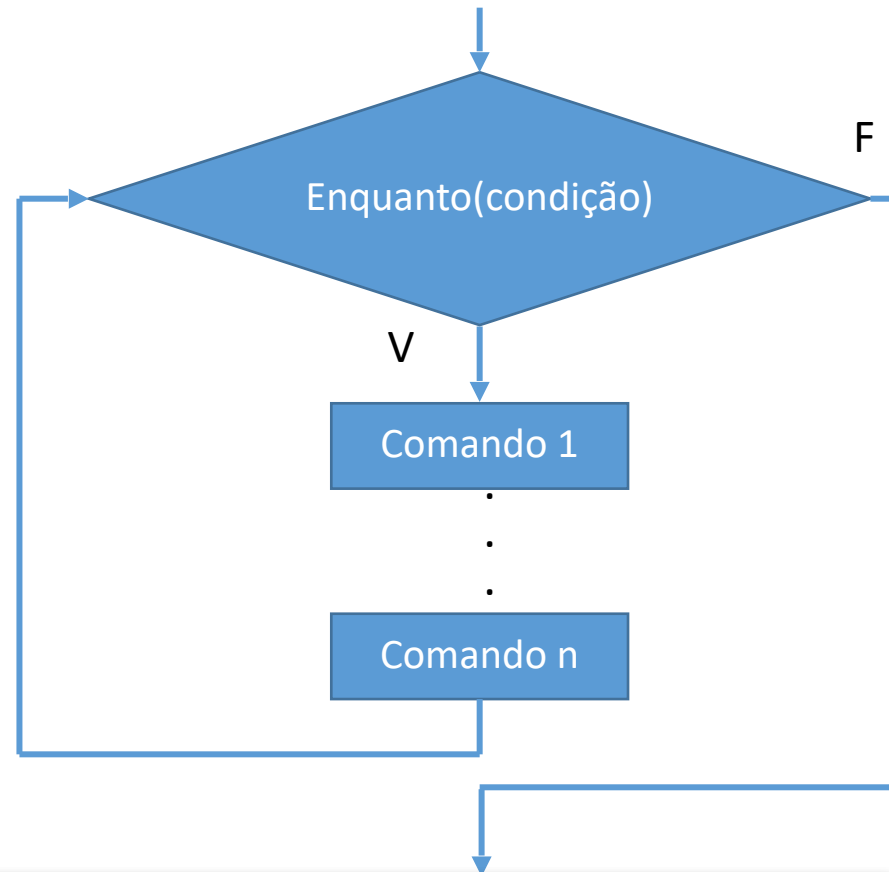 F
Enquanto(condição)
V
Comando 1
.
.
.
Comando n